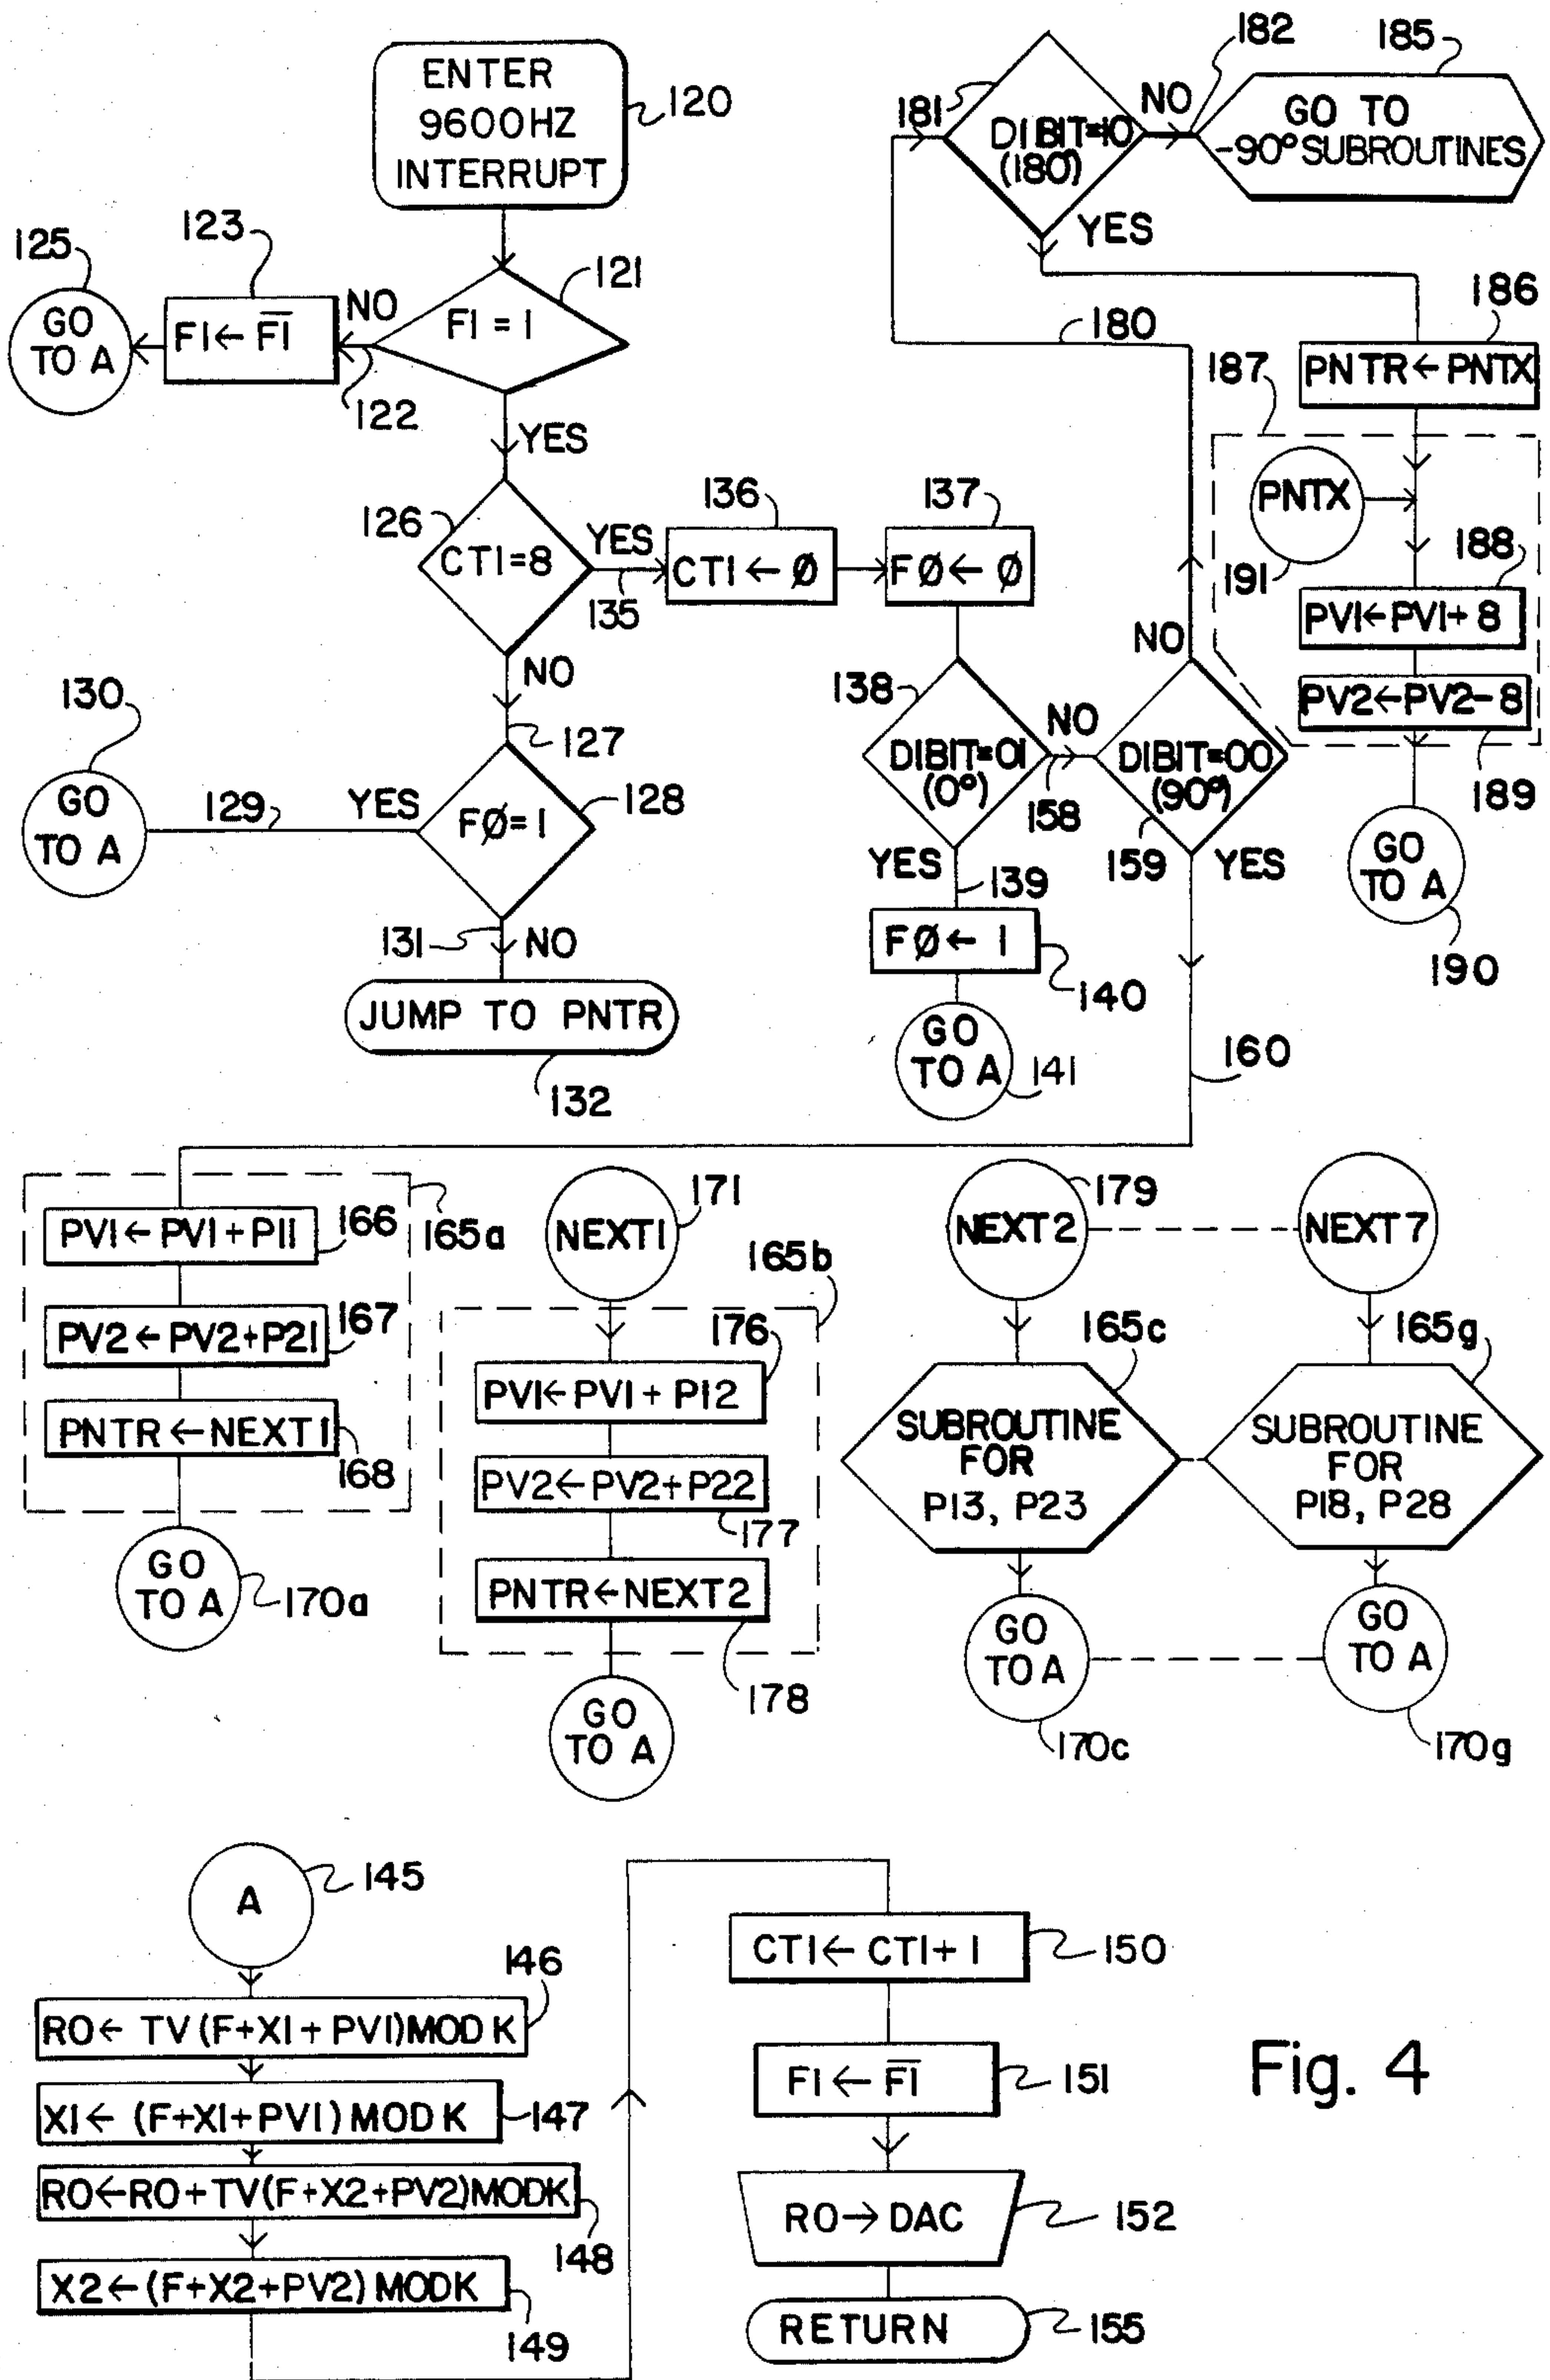 ENTER
9600HZ
INTERRUPT
120
121
F1 = 1
NO
122
123
F1 ← F̅1̅
125
GO
TO A
YES
126
CT1=8
YES
135
136
CT1 ← Ø
137
FØ ← Ø
NO
127
128
FØ=1
YES
129
130
GO
TO A
131
NO
JUMP TO PNTR
132
138
DIBIT=01
(0°)
NO
158
YES
139
FØ ← 1
140
GO
TO A
141
DIBIT=00
(90°)
159
YES
160
NO
180
181
DIBIT=10
(180°)
NO
182
185
GO TO
-90° SUBROUTINES
YES
186
PNTR ← PNTX
187
PNTX
191
188
PV1 ← PV1 + 8
PV2 ← PV2 - 8
189
GO
TO A
190
PV1 ← PV1 + P11
166
165a
PV2 ← PV2+P21
167
PNTR ← NEXT1
168
GO
TO A
170a
NEXT1
171
165b
176
PV1 ← PV1 + P12
PV2 ← PV2+P22
177
PNTR ← NEXT2
178
GO
TO A
NEXT2
179
NEXT7
165c
SUBROUTINE
FOR
P13, P23
165g
SUBROUTINE
FOR
P18, P28
GO
TO A
170c
GO
TO A
170g
A
145
146
RO ← TV(F+X1+PV1)MOD K
X1 ← (F+X1+PV1)MOD K
147
RO ← RO+TV(F+X2+PV2)MODK
148
X2 ← (F+X2+PV2) MODK
149
CT1 ← CT1 + 1
150
F1 ← F̅1̅
151
RO → DAC
152
RETURN
155
Fig. 4